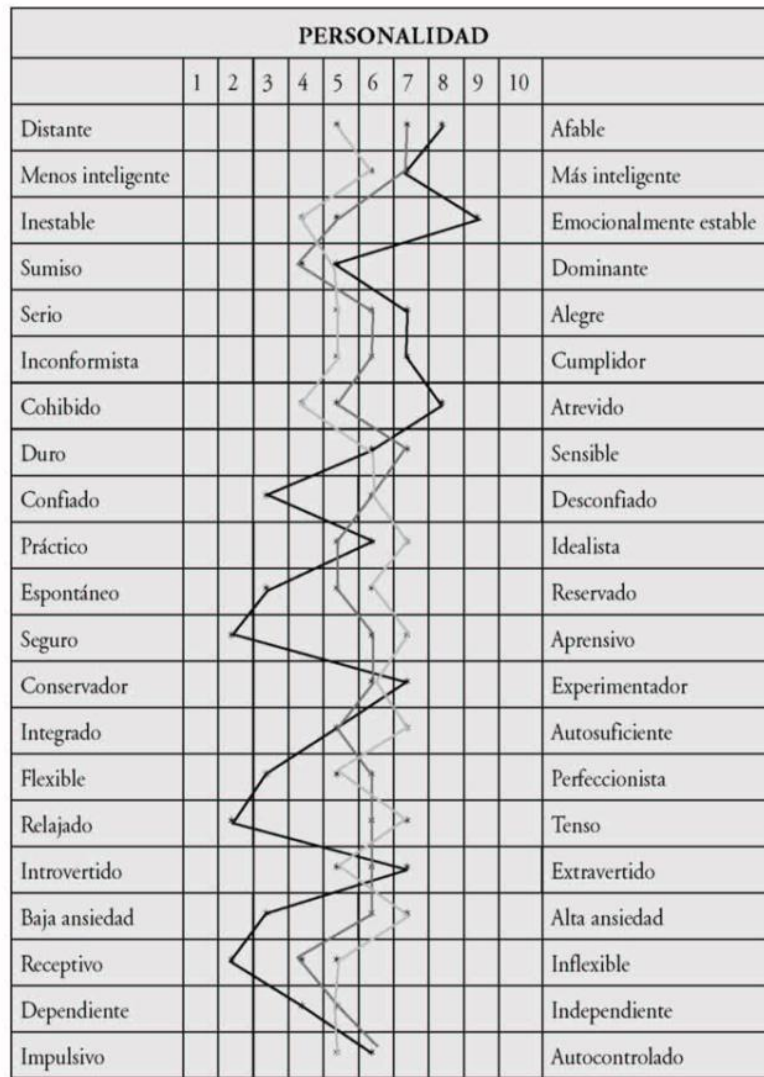 PERSONALIDAD
1 2 3 4 5 6 7 8 9 10
Distante Afable
Menos inteligente Más inteligente
Inestable Emocionalmente estable
Sumiso Dominante
Serio Alegre
Inconformista Cumplidor
Cohibido Atrevido
Duro Sensible
Confiado Desconfiado
Práctico Idealista
Espontáneo Reservado
Seguro Aprensivo
Conservador Experimentador
Integrado Autosuficiente
Flexible Perfeccionista
Relajado Tenso
Introvertido Extravertido
Baja ansiedad Alta ansiedad
Receptivo Inflexible
Dependiente Independiente
Impulsivo Autocontrolado